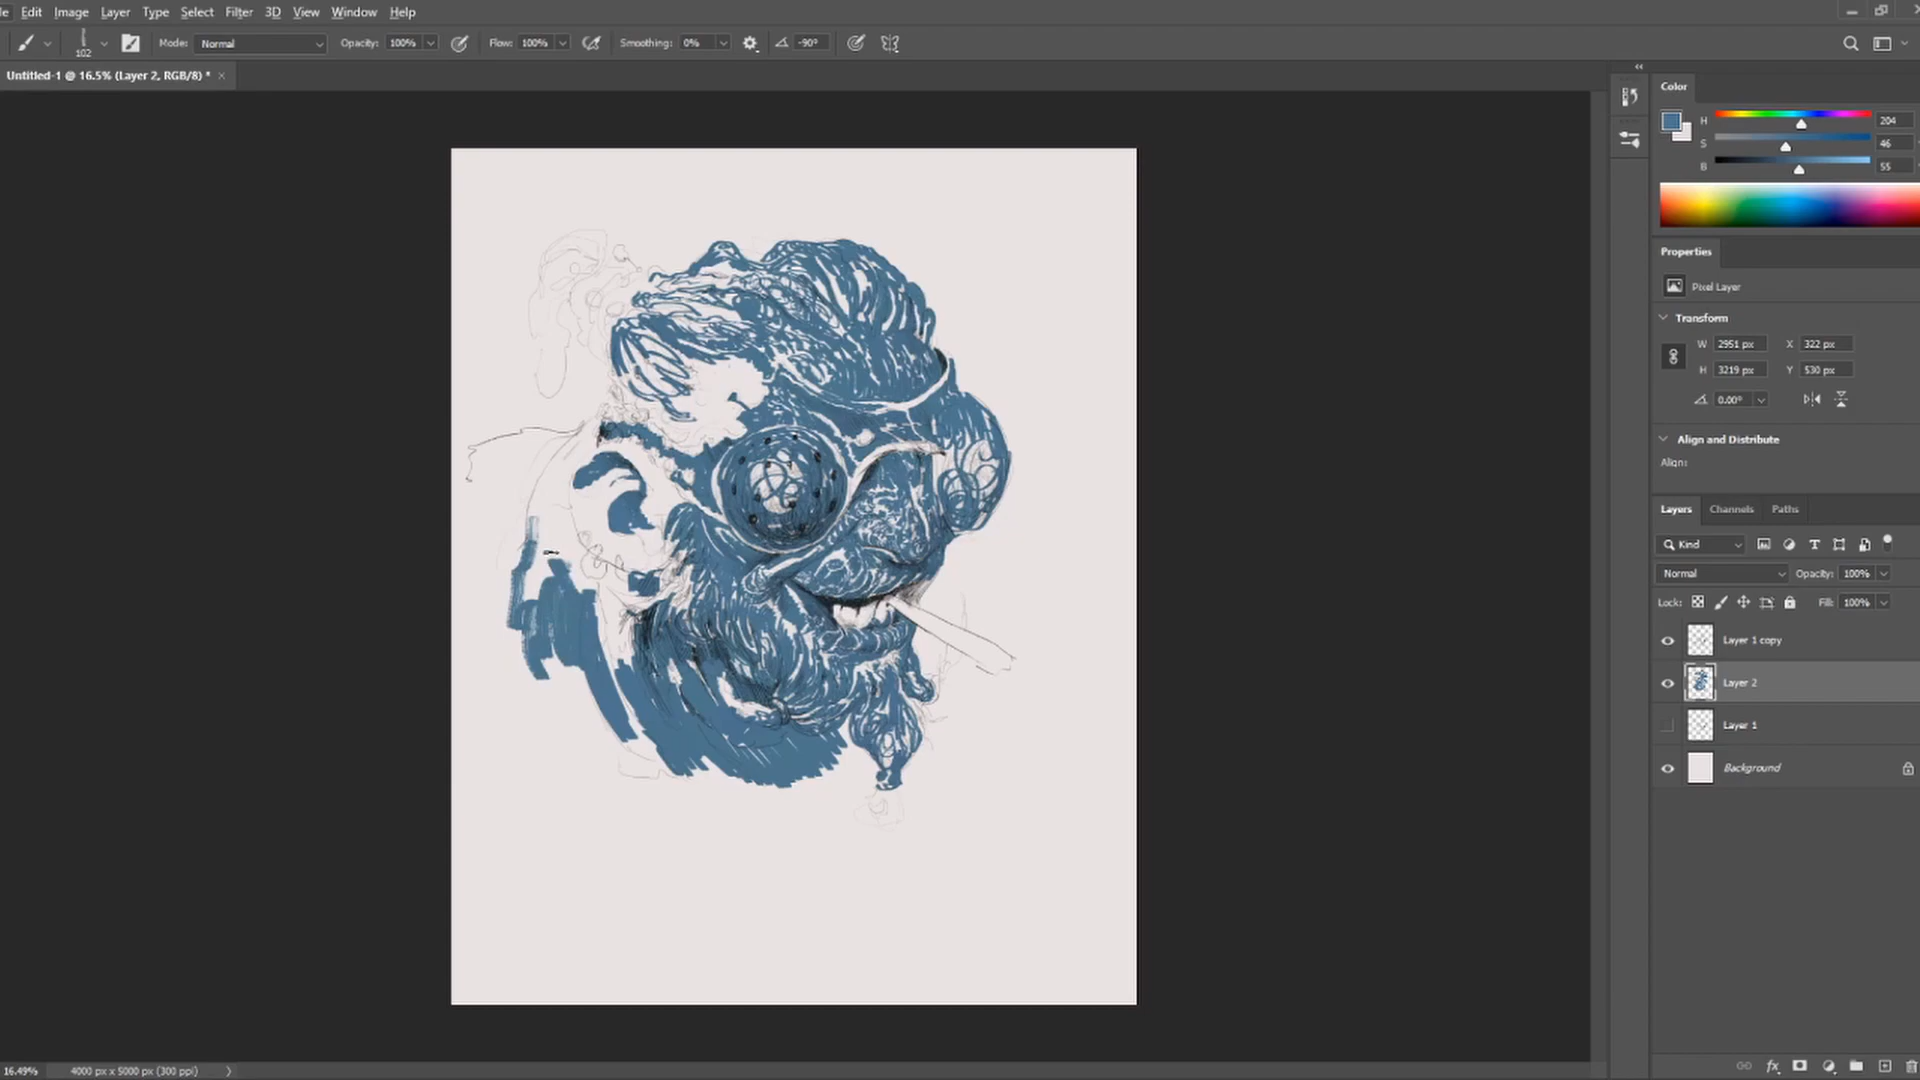 le Edit Image Layer Type Select Filter 3D View Window Help
102 Mode: Normal Opacity: 100% Flow: 100% Smoothing: 0% -90°
Untitled-1 @ 16.5% (Layer 2, RGB/8) * ×
Color
H 204
S 46
B 55
Properties
Pixel Layer
Transform
W 2951 px X 322 px
H 3219 px Y 530 px
0.00°
Align and Distribute
Align:
Layers Channels Paths
Kind
Normal Opacity: 100%
Lock: Fill: 100%
Layer 1 copy
Layer 2
Layer 1
Background
fx
16.49% 4000 px x 5000 px (300 ppi)